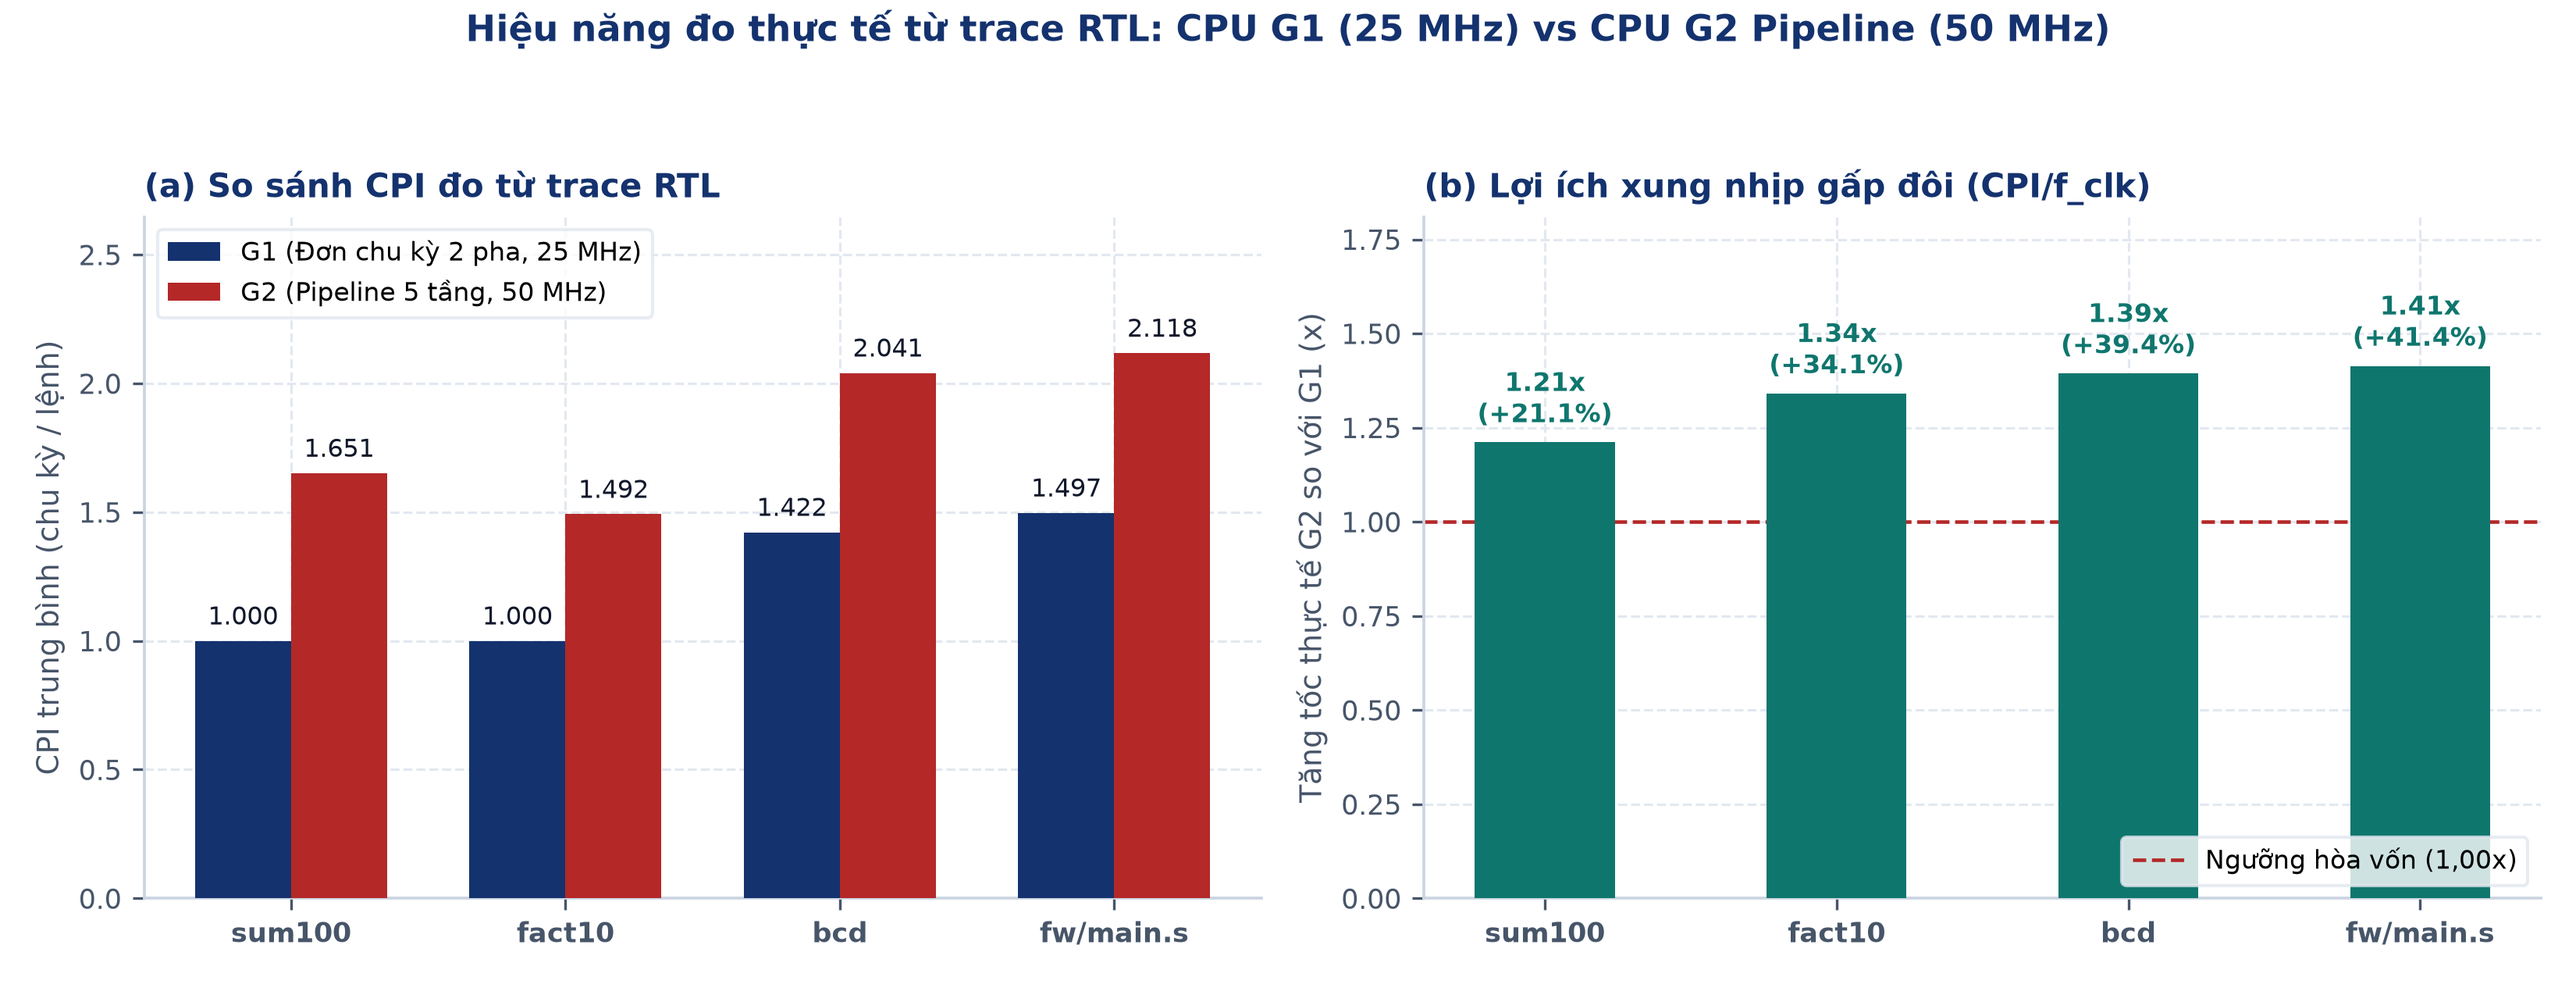 Hiệu năng đo thực tế từ trace RTL: CPU G1 (25 MHz) vs CPU G2 Pipeline (50 MHz)
(a) So sánh CPI đo từ trace RTL
CPI trung bình (chu kỳ / lệnh)
2.5
2.0
1.5
1.0
0.5
0.0
G1 (Đơn chu kỳ 2 pha, 25 MHz)
G2 (Pipeline 5 tầng, 50 MHz)
1.000
1.651
1.000
1.492
1.422
2.041
1.497
2.118
sum100
fact10
bcd
fw/main.s
(b) Lợi ích xung nhịp gấp đôi (CPI/f_clk)
Tăng tốc thực tế G2 so với G1 (x)
1.75
1.50
1.25
1.00
0.75
0.50
0.25
0.00
1.21x
(+21.1%)
1.34x
(+34.1%)
1.39x
(+39.4%)
1.41x
(+41.4%)
Ngưỡng hòa vốn (1,00x)
sum100
fact10
bcd
fw/main.s